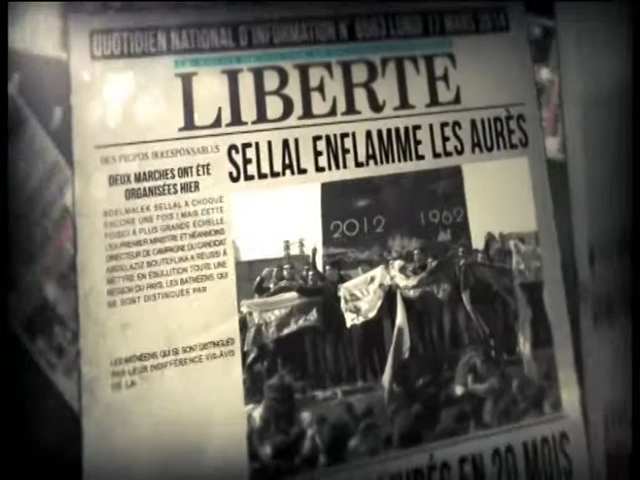 QUOTIDIEN NATIONAL D'INFORMATION N° 6563 LUNDI 17 MARS 2014
LIBERTE
DES PROPOS IRRESPONSABLES
SELLAL ENFLAMME LES AURÈS
DEUX MARCHES ONT ÉTÉ
ORGANISÉES HIER
ABDELMALEK SELLAL A CHOQUÉ
ENCORE UNE FOIS ! MAIS CETTE
FOIS-CI À PLUS GRANDE ÉCHELLE.
L'EX-PREMIER MINISTRE ET NÉANMOINS
DIRECTEUR DE CAMPAGNE DU CANDIDAT
ABDELAZIZ BOUTEFLIKA A RÉUSSI À
METTRE EN ÉBULLITION TOUTE UNE
RÉGION DU PAYS. LES BATNÉENS, QUI
SE SONT DISTINGUÉS PAR
LES BATNÉENS, QUI SE SONT DISTINGUÉS
PAR LEUR INDIFFÉRENCE VIS-À-VIS
DE LA
2012 1962
EN 20 MOIS